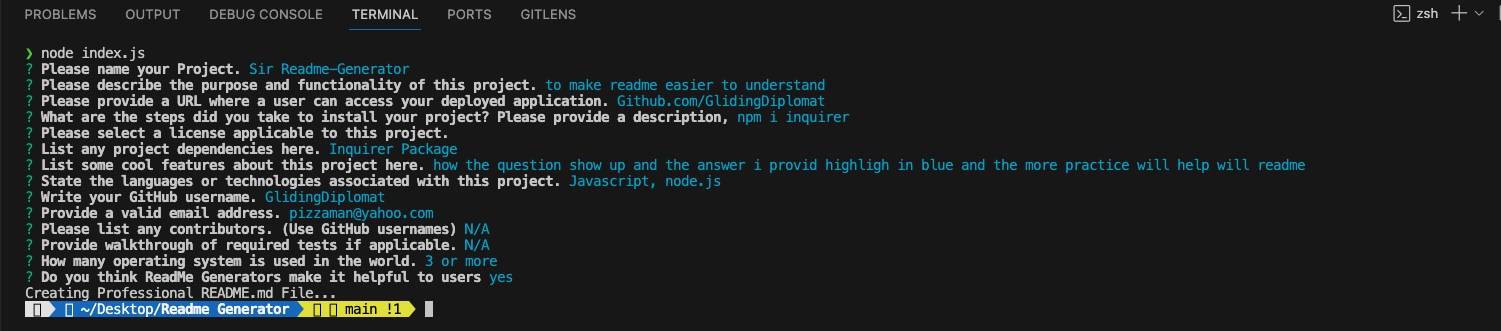 PROBLEMS OUTPUT DEBUG CONSOLE TERMINAL PORTS GITLENS zsh
❯ node index.js
? Please name your Project. Sir Readme-Generator
? Please describe the purpose and functionality of this project. to make readme easier to understand
? Please provide a URL where a user can access your deployed application. Github.com/GlidingDiplomat
? What are the steps did you take to install your project? Please provide a description, npm i inquirer
? Please select a license applicable to this project.
? List any project dependencies here. Inquirer Package
? List some cool features about this project here. how the question show up and the answer i provid highligh in blue and the more practice will help will readme
? State the languages or technologies associated with this project. Javascript, node.js
? Write your GitHub username. GlidingDiplomat
? Provide a valid email address. pizzaman@yahoo.com
? Please list any contributors. (Use GitHub usernames) N/A
? Provide walkthrough of required tests if applicable. N/A
? How many operating system is used in the world. 3 or more
? Do you think ReadMe Generators make it helpful to users yes
Creating Professional README.md File...
~/Desktop/Readme Generator main !1